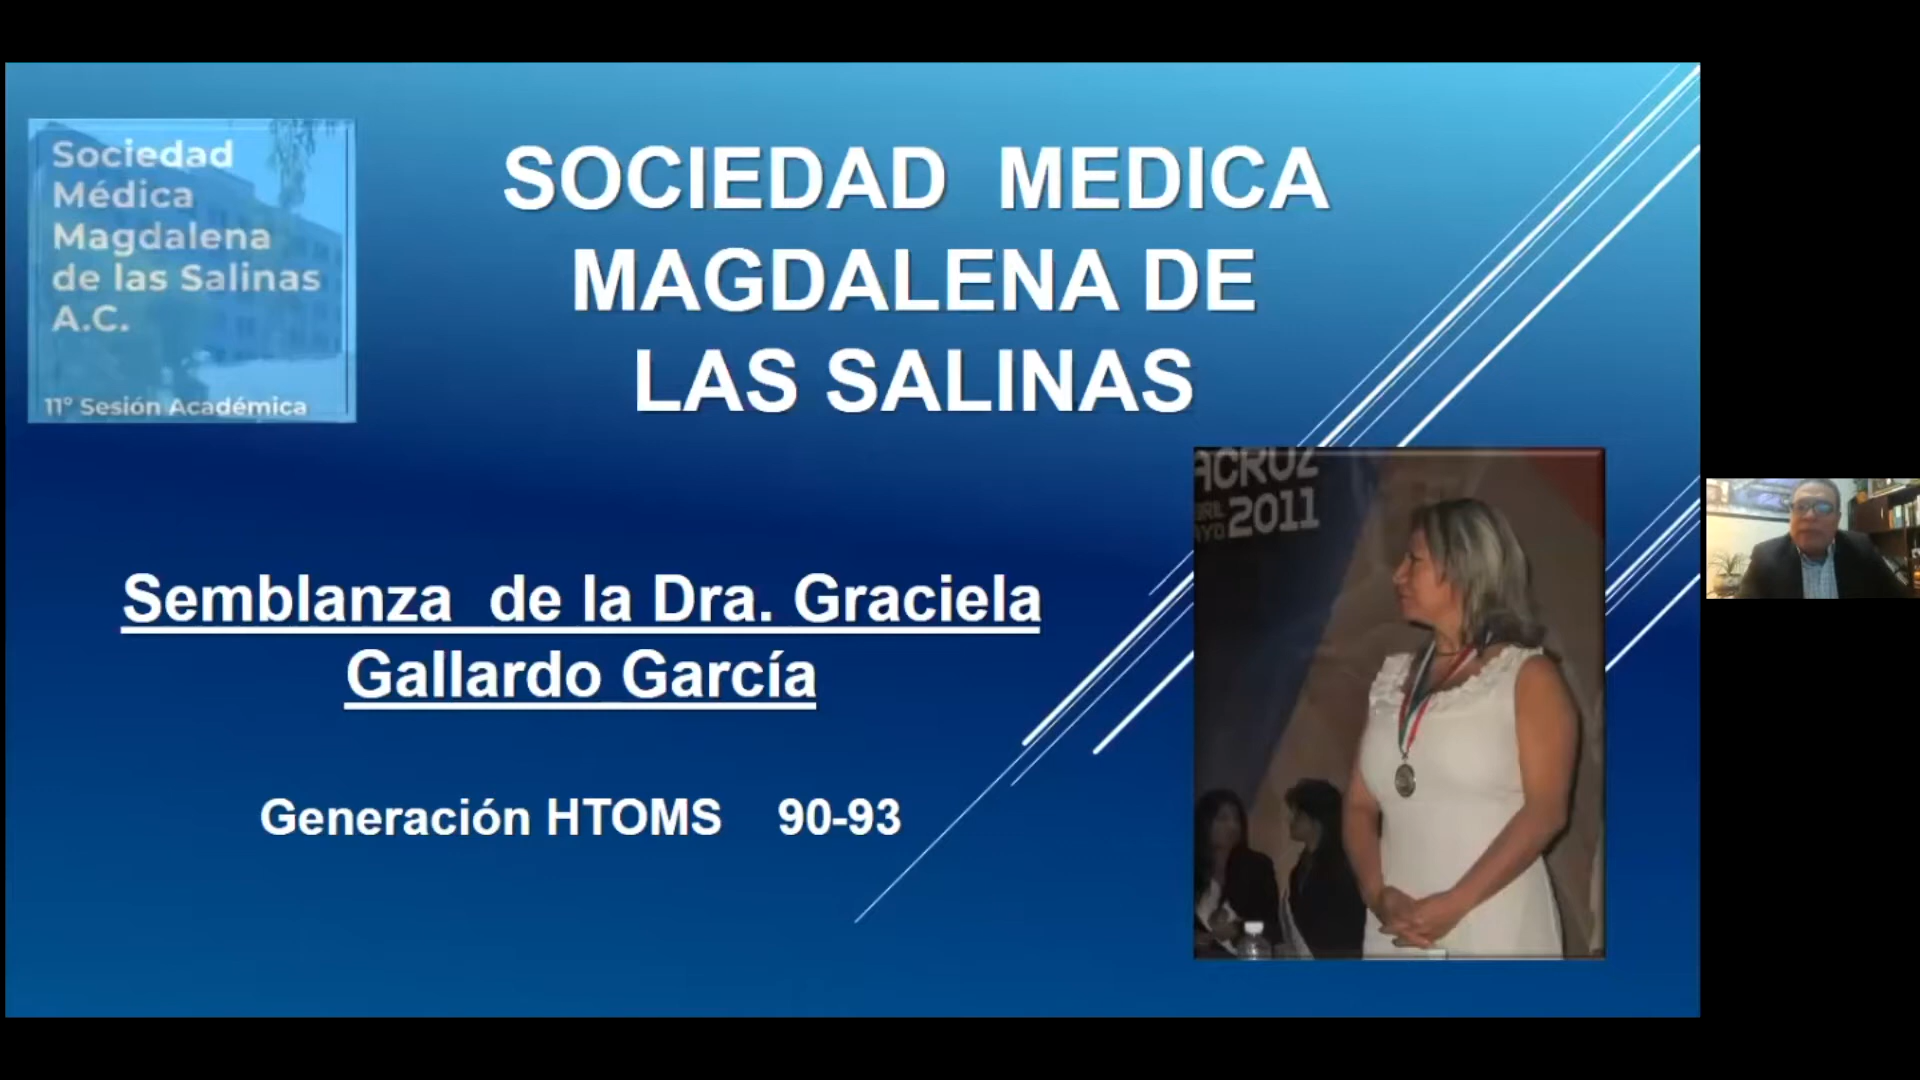 Sociedad
Médica
Magdalena
de las Salinas
A.C.
11° Sesión Académica
SOCIEDAD MEDICA
MAGDALENA DE
LAS SALINAS
Semblanza de la Dra. Graciela
Gallardo García
Generación HTOMS 90-93
ACRUZ
2011